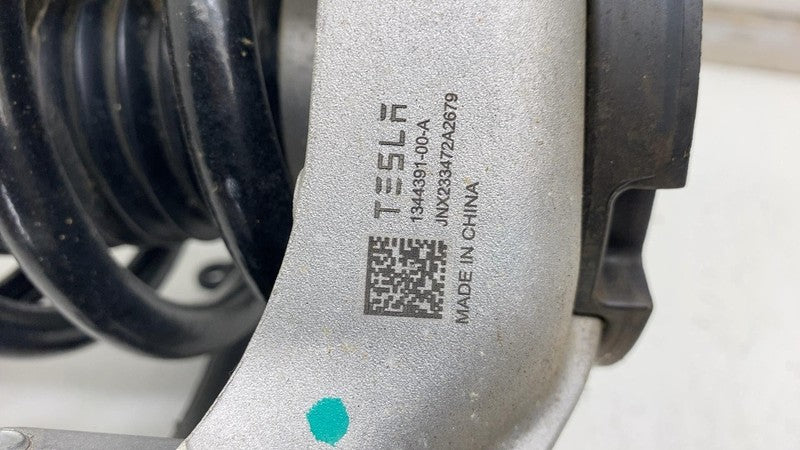 TESLA
1344391-00-A
JNX233472A2679
MADE IN CHINA